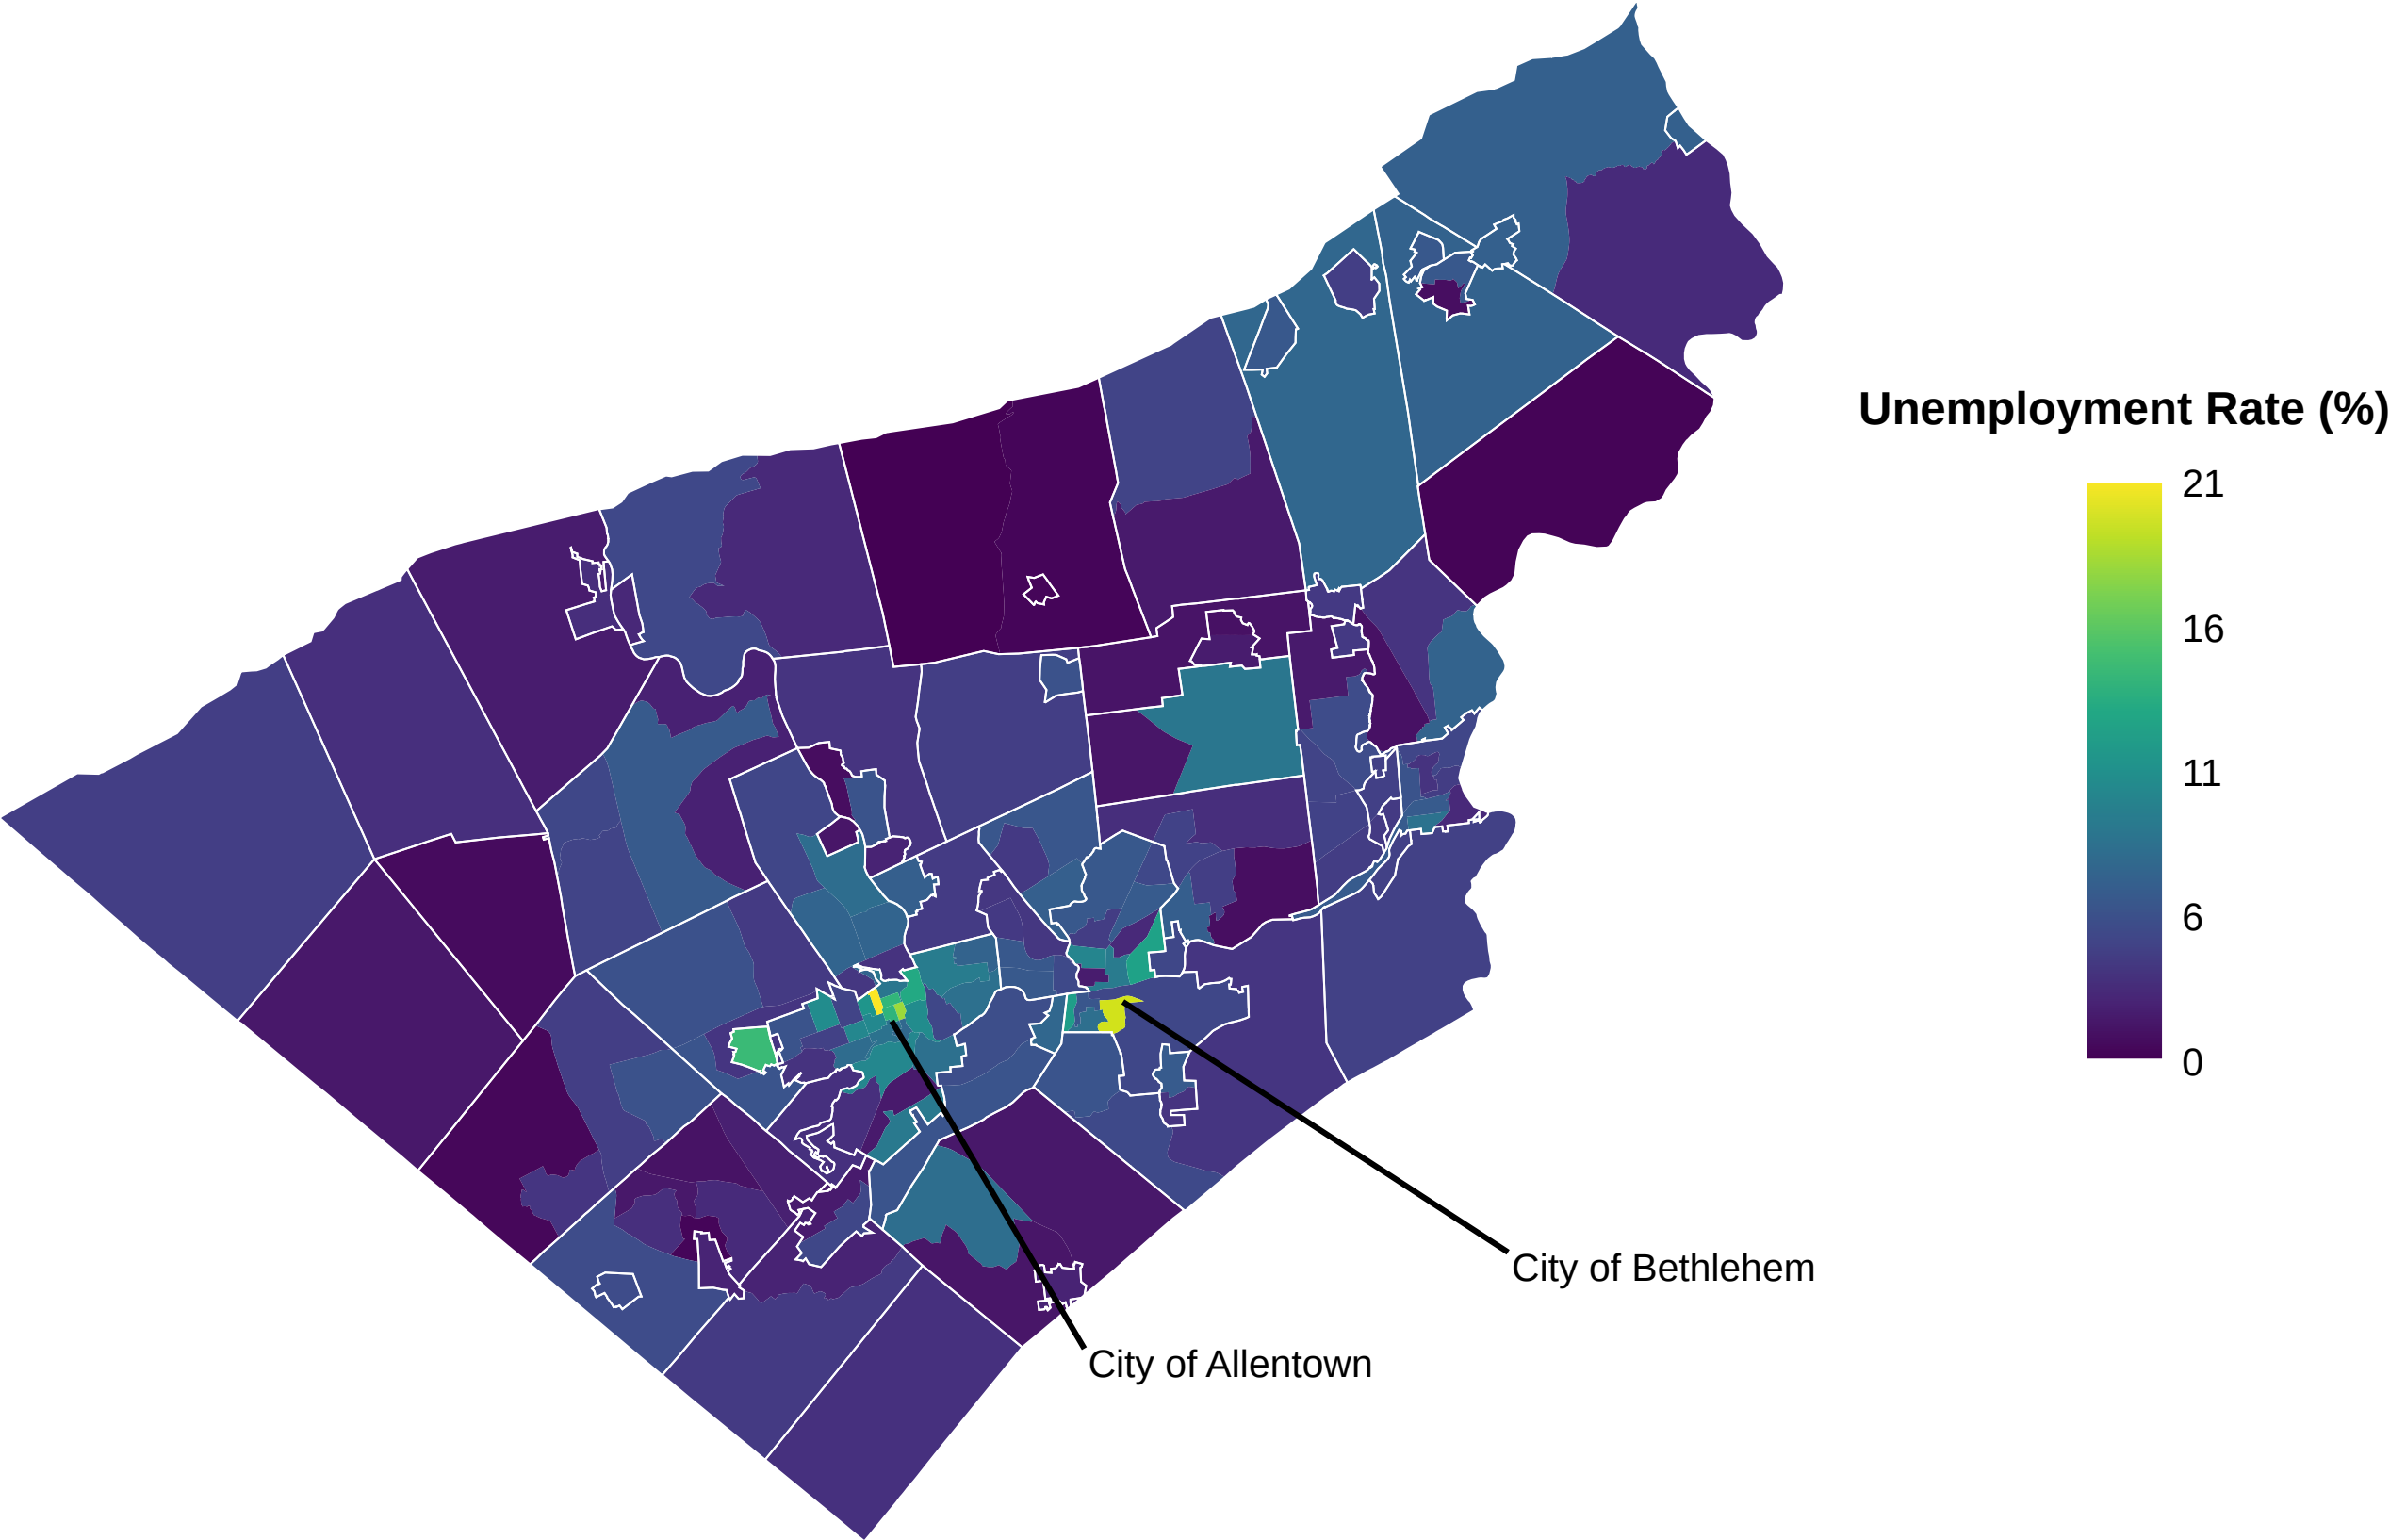 Unemployment Rate (%)
21
16
11
6
0
City of Bethlehem
City of Allentown